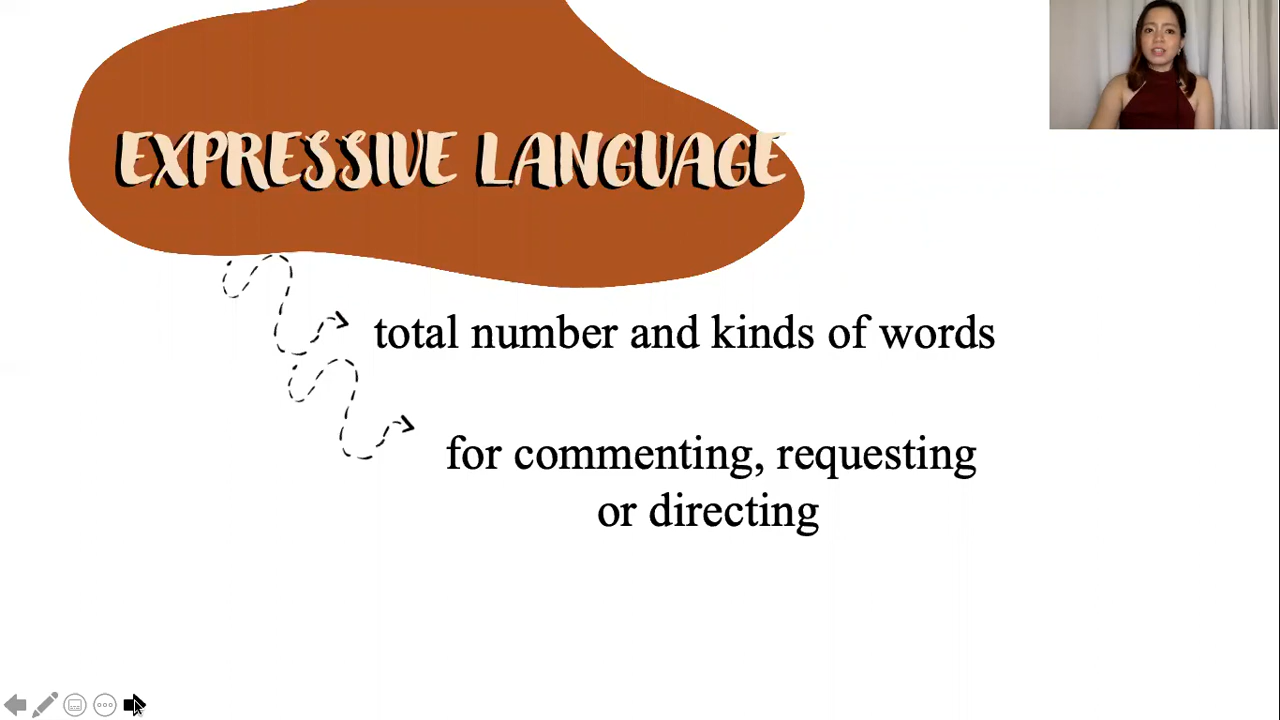 EXPRESSIVE LANGUAGE
total number and kinds of words
for commenting, requesting
or directing